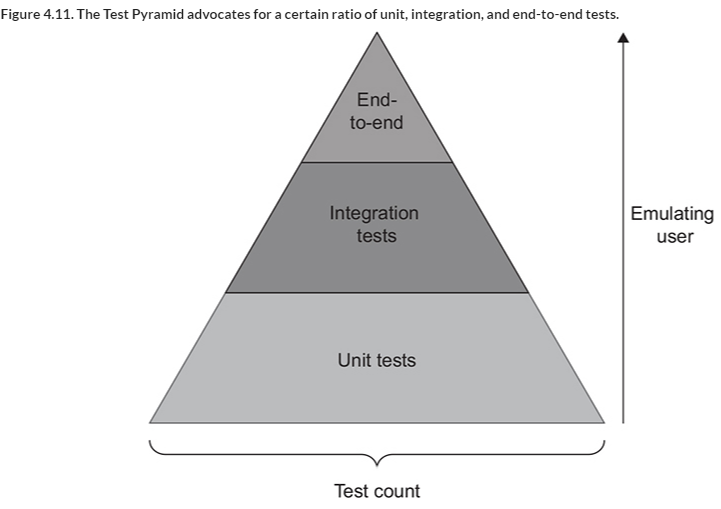 Figure 4.11. The Test Pyramid advocates for a certain ratio of unit, integration, and end-to-end tests.
End-
to-end
Integration
tests
Emulating
user
Unit tests
Test count